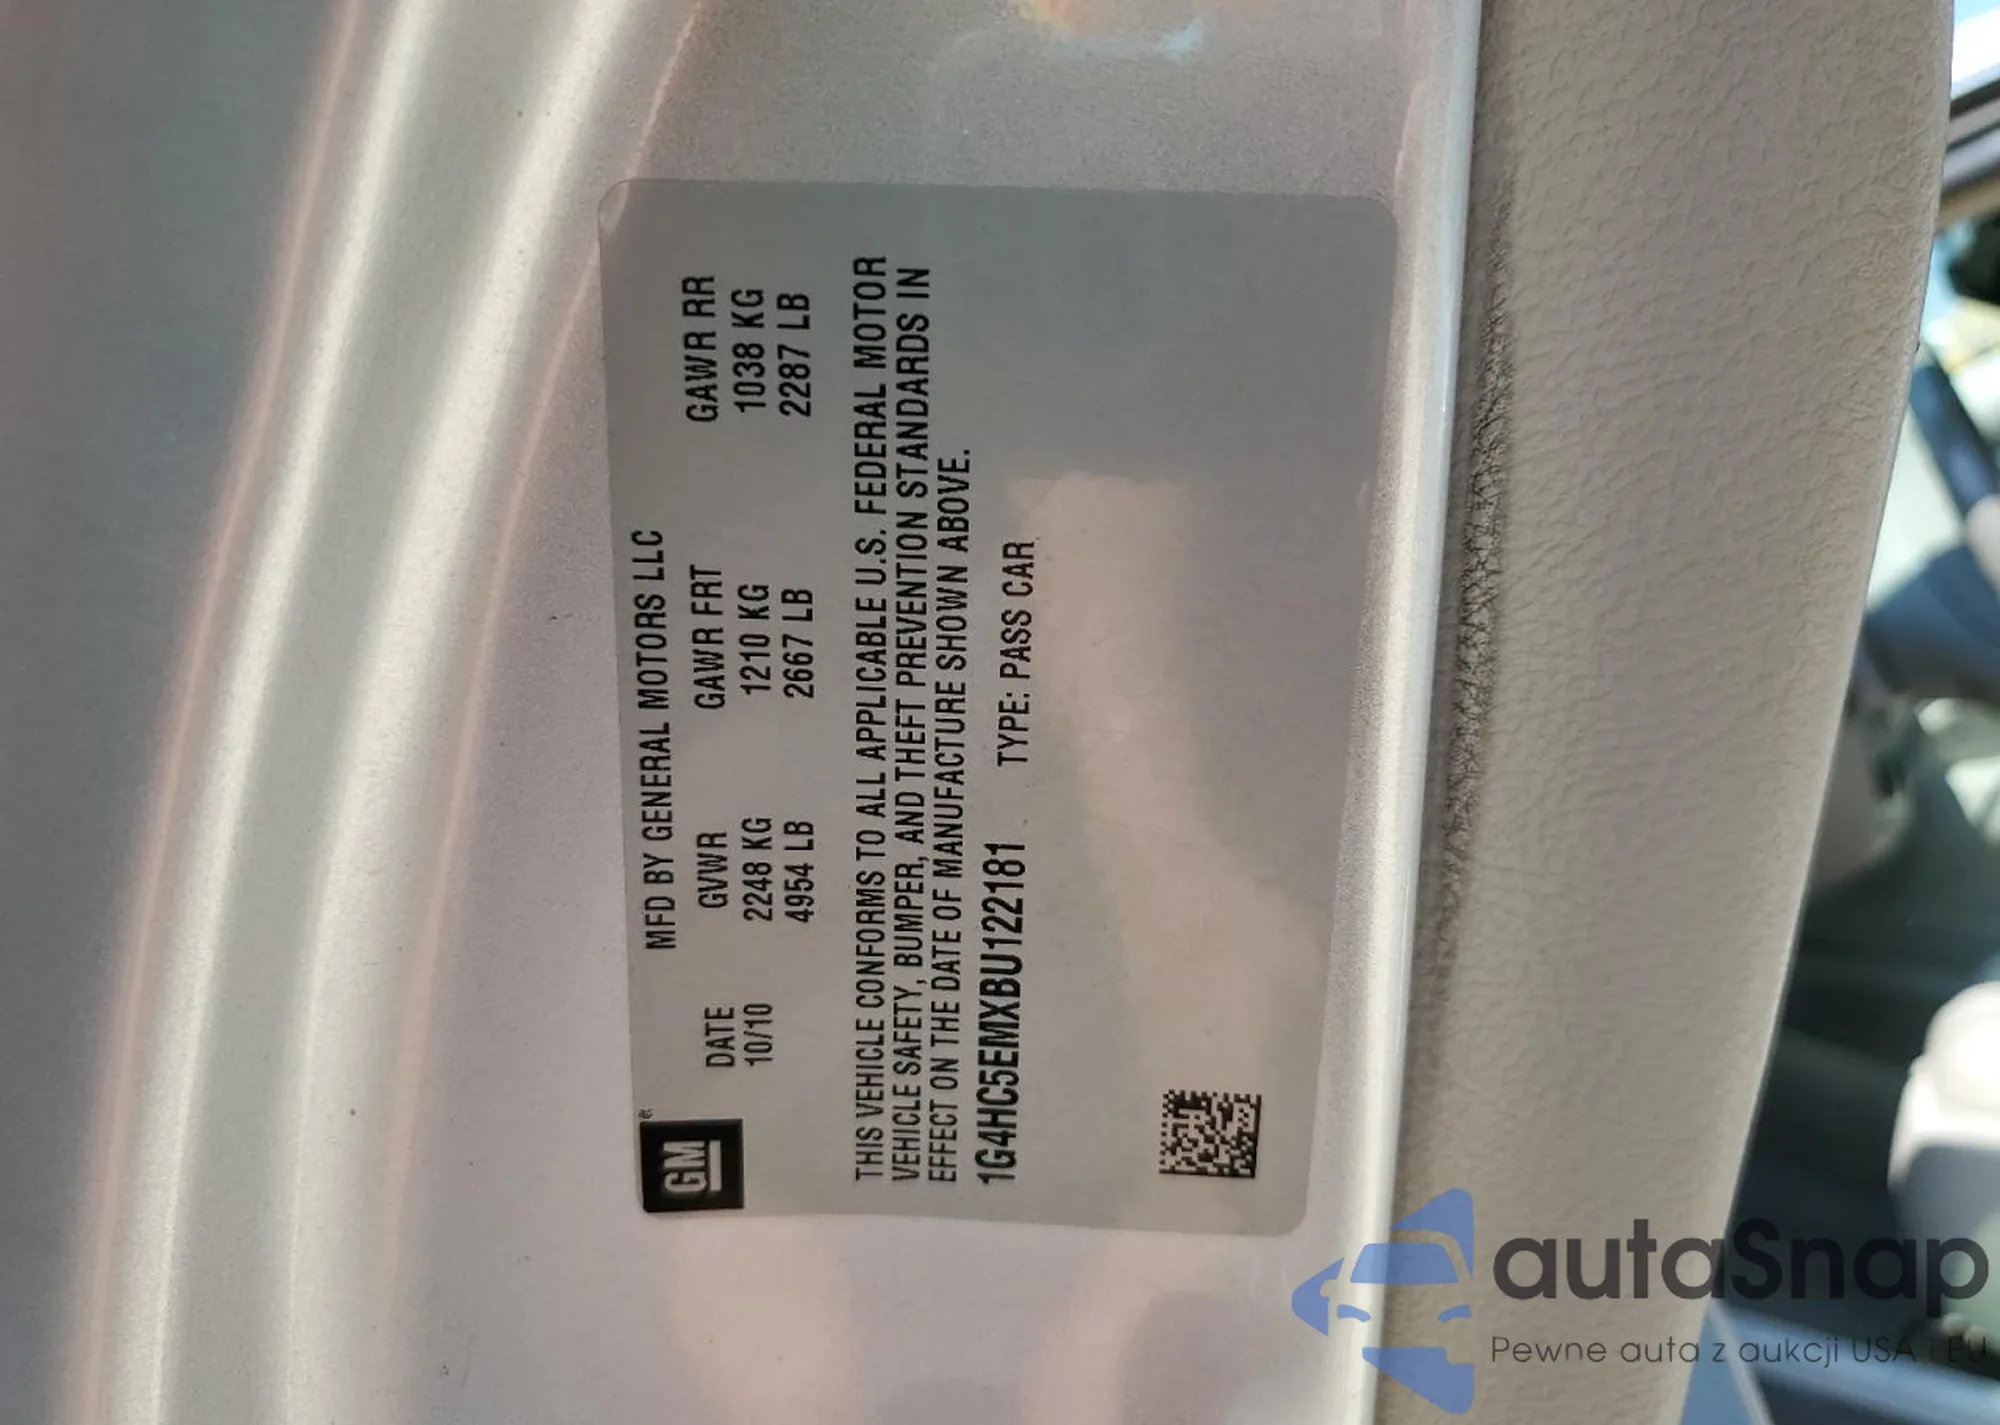 GM®
MFD BY GENERAL MOTORS LLC
DATE GVWR GAWR FRT GAWR RR
10/10 2248 KG 1210 KG 1038 KG
4954 LB 2667 LB 2287 LB
THIS VEHICLE CONFORMS TO ALL APPLICABLE U.S. FEDERAL MOTOR
VEHICLE SAFETY, BUMPER, AND THEFT PREVENTION STANDARDS IN
EFFECT ON THE DATE OF MANUFACTURE SHOWN ABOVE.
1G4HC5EMXBU122181 TYPE: PASS CAR
autaSnap
Pewne auta z aukcji USA i EU